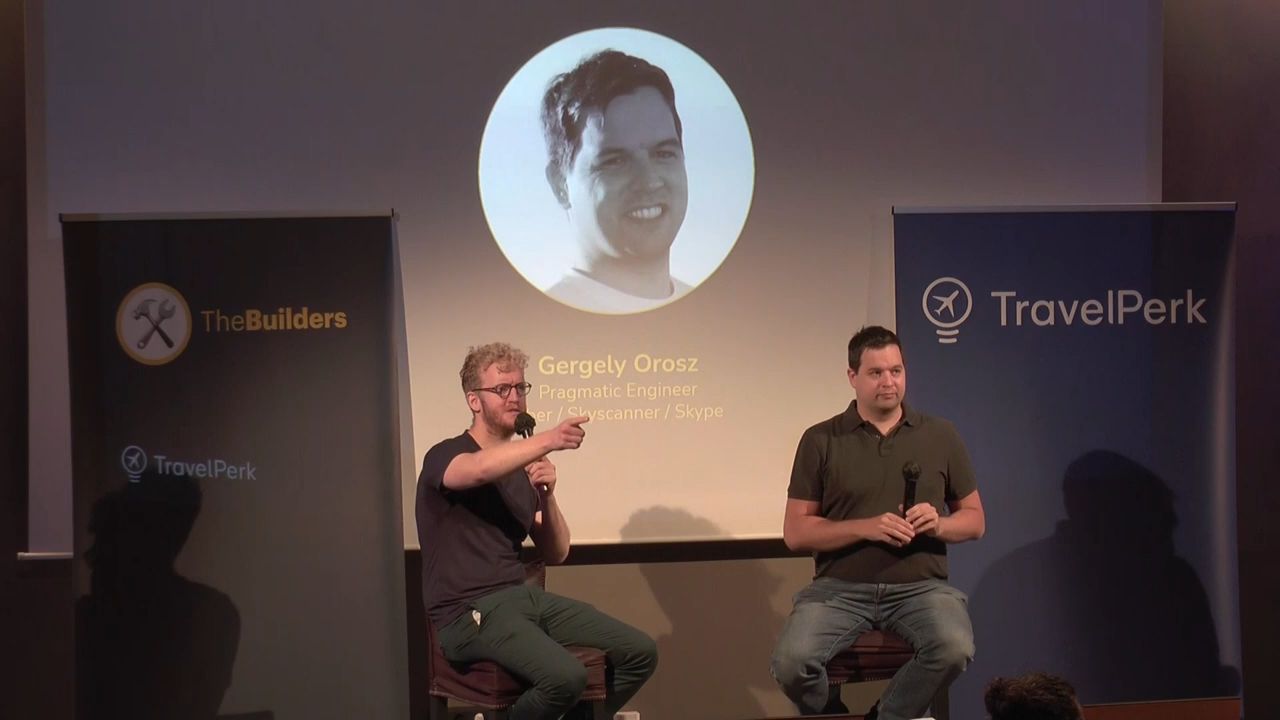 TheBuilders
TravelPerk
Gergely Orosz
Pragmatic Engineer
/ Skyscanner / Skype
TravelPerk